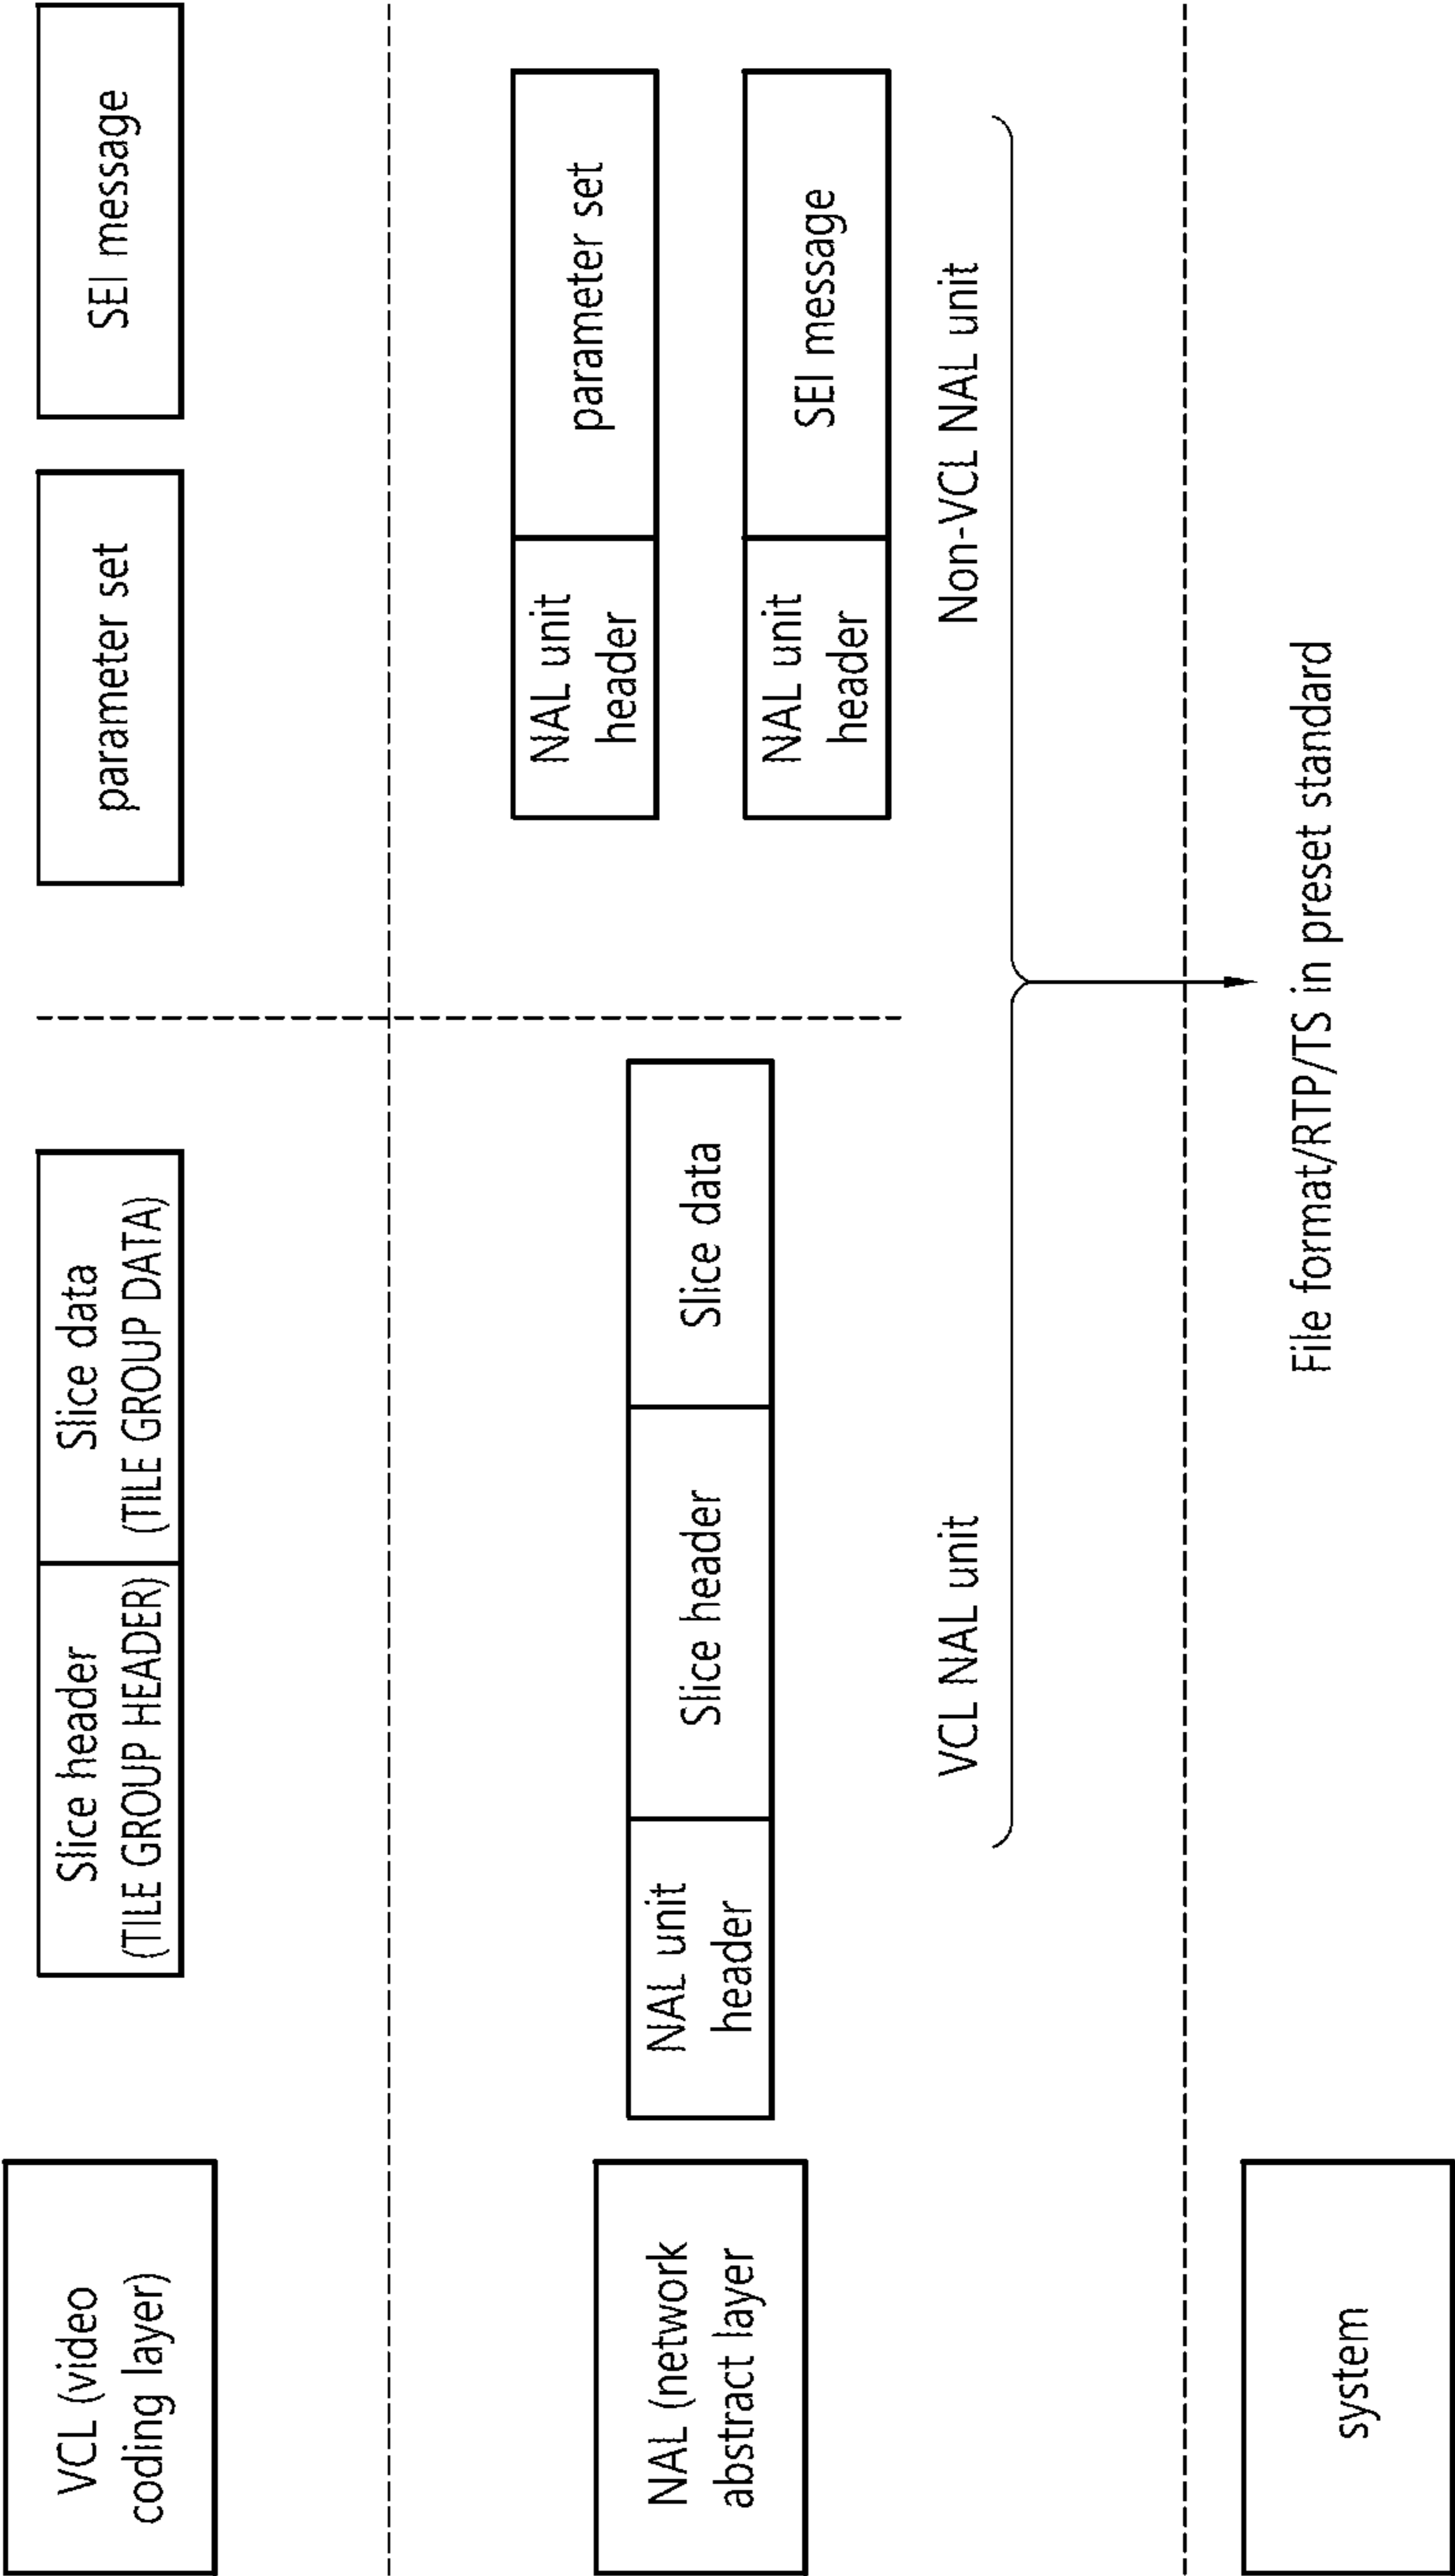 VCL (video
coding layer)
Slice header
(TILE GROUP HEADER)
Slice data
(TILE GROUP DATA)
parameter set
SEI message
NAL (network
abstract layer
NAL unit
header
Slice header
Slice data
NAL unit
header
parameter set
NAL unit
header
SEI message
VCL NAL unit
Non-VCL NAL unit
system
File format/RTP/TS in preset standard